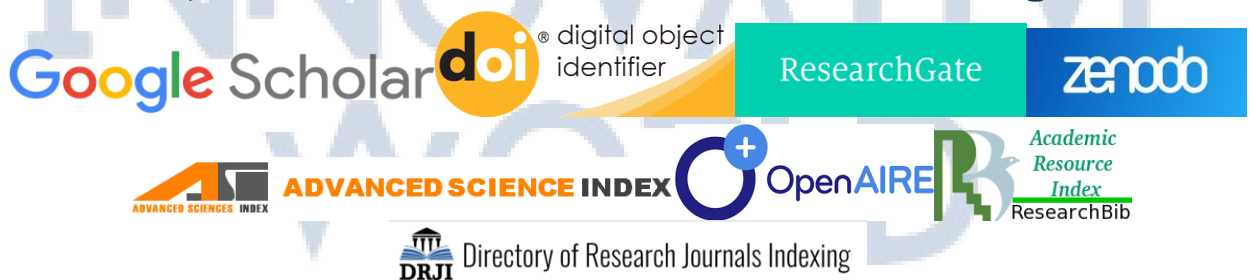 Google Scholar
doi® digital object
identifier
ResearchGate
zenodo
ASI
ADVANCED SCIENCES INDEX
ADVANCED SCIENCE INDEX
OpenAIRE
R
Academic
Resource
Index
ResearchBib
DRJI
Directory of Research Journals Indexing